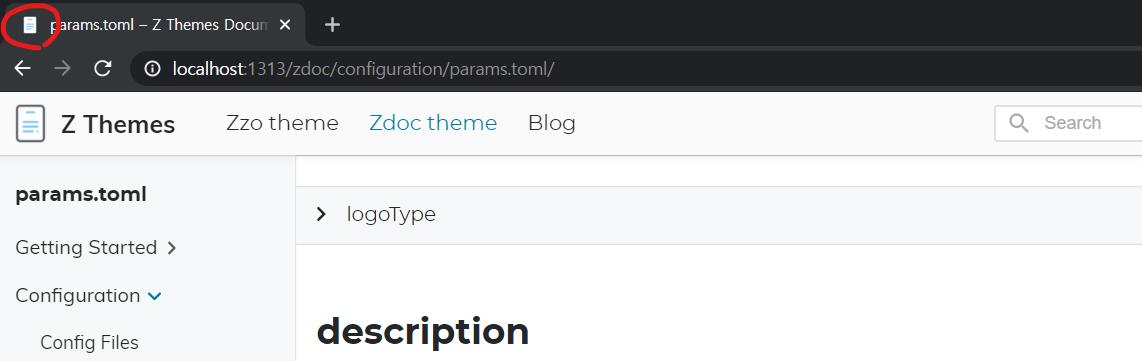 params.toml – Z Themes Docum
localhost:1313/zdoc/configuration/params.toml/
Z Themes Zzo theme Zdoc theme Blog Search
params.toml
logoType
Getting Started
Configuration
description
Config Files